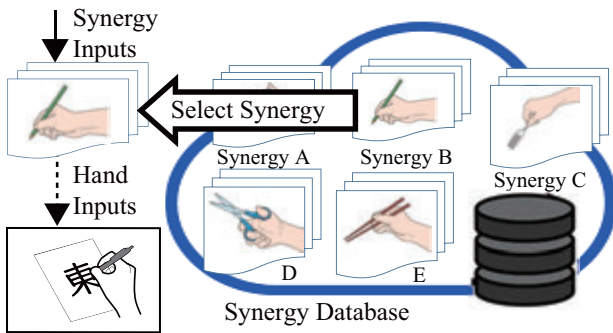 Synergy
Inputs
Select Synergy
Synergy A
Synergy B
Synergy C
Hand
Inputs
D
E
東
Synergy Database